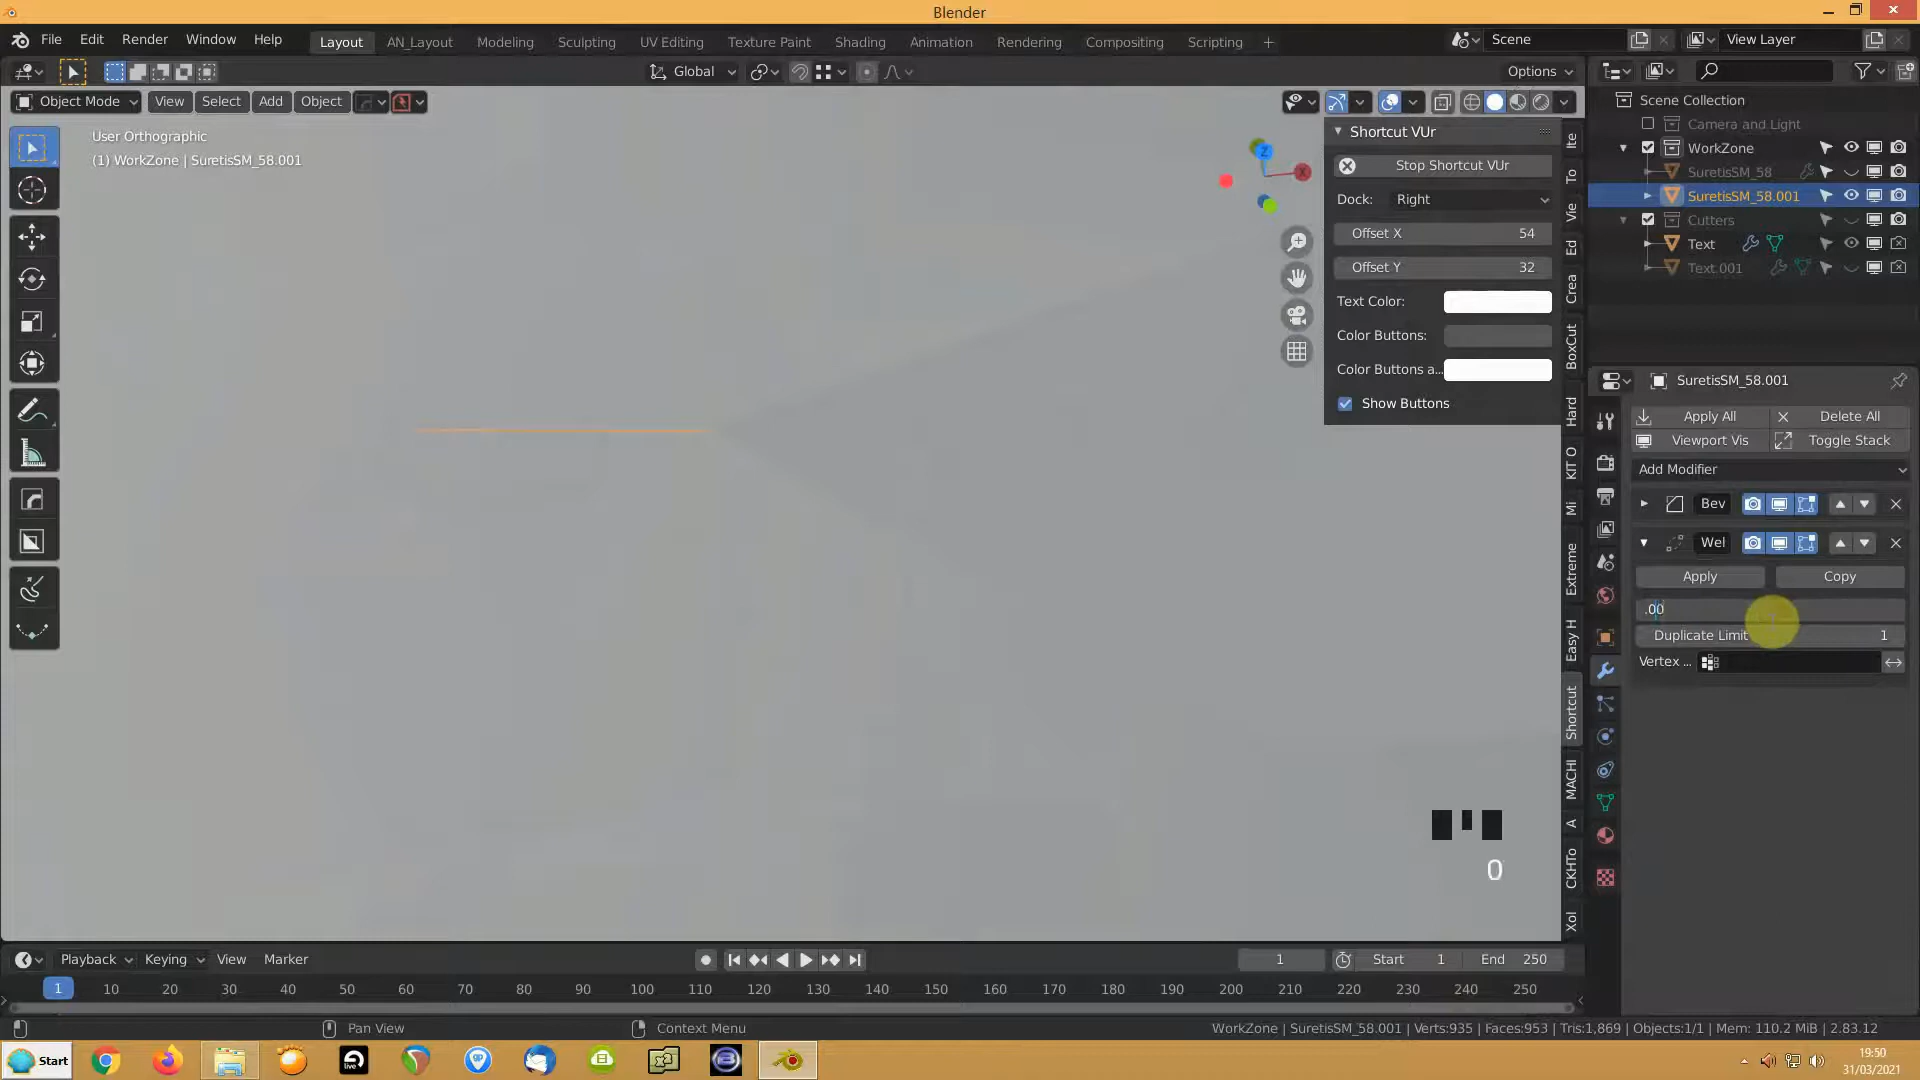 Blender
File Edit Render Window Help
Layout AN_Layout Modeling Sculpting UV Editing Texture Paint Shading Animation Rendering Compositing Scripting +
Scene
View Layer
Global
Options
Object Mode View Select Add Object
User Orthographic
(1) WorkZone | SuretisSM_58.001
Z
X
Shortcut VUr
Stop Shortcut VUr
Dock: Right
Offset X 54
Offset Y 32
Text Color:
Color Buttons:
Color Buttons a...
Show Buttons
Ite
To
Vie
Ed
Crea
BoxCut
Hard
KIT O
Mi
Extreme
Easy H
Shortcut
MACHI
A
CKHTo
Xol
Scene Collection
Camera and Light
WorkZone
SuretisSM_58
SuretisSM_58.001
Cutters
Text
Text.001
SuretisSM_58.001
Apply All Delete All
Viewport Vis Toggle Stack
Add Modifier
Bev
Wel
Apply Copy
.00
Duplicate Limit 1
Vertex ...
0
Playback Keying View Marker
1 Start 1 End 250
1 10 20 30 40 50 60 70 80 90 100 110 120 130 140 150 160 170 180 190 200 210 220 230 240 250
Pan View
Context Menu
WorkZone | SuretisSM_58.001 | Verts:935 | Faces:953 | Tris:1,869 | Objects:1/1 | Mem: 110.2 MiB | 2.83.12
Start
live
19:50
31/03/2021